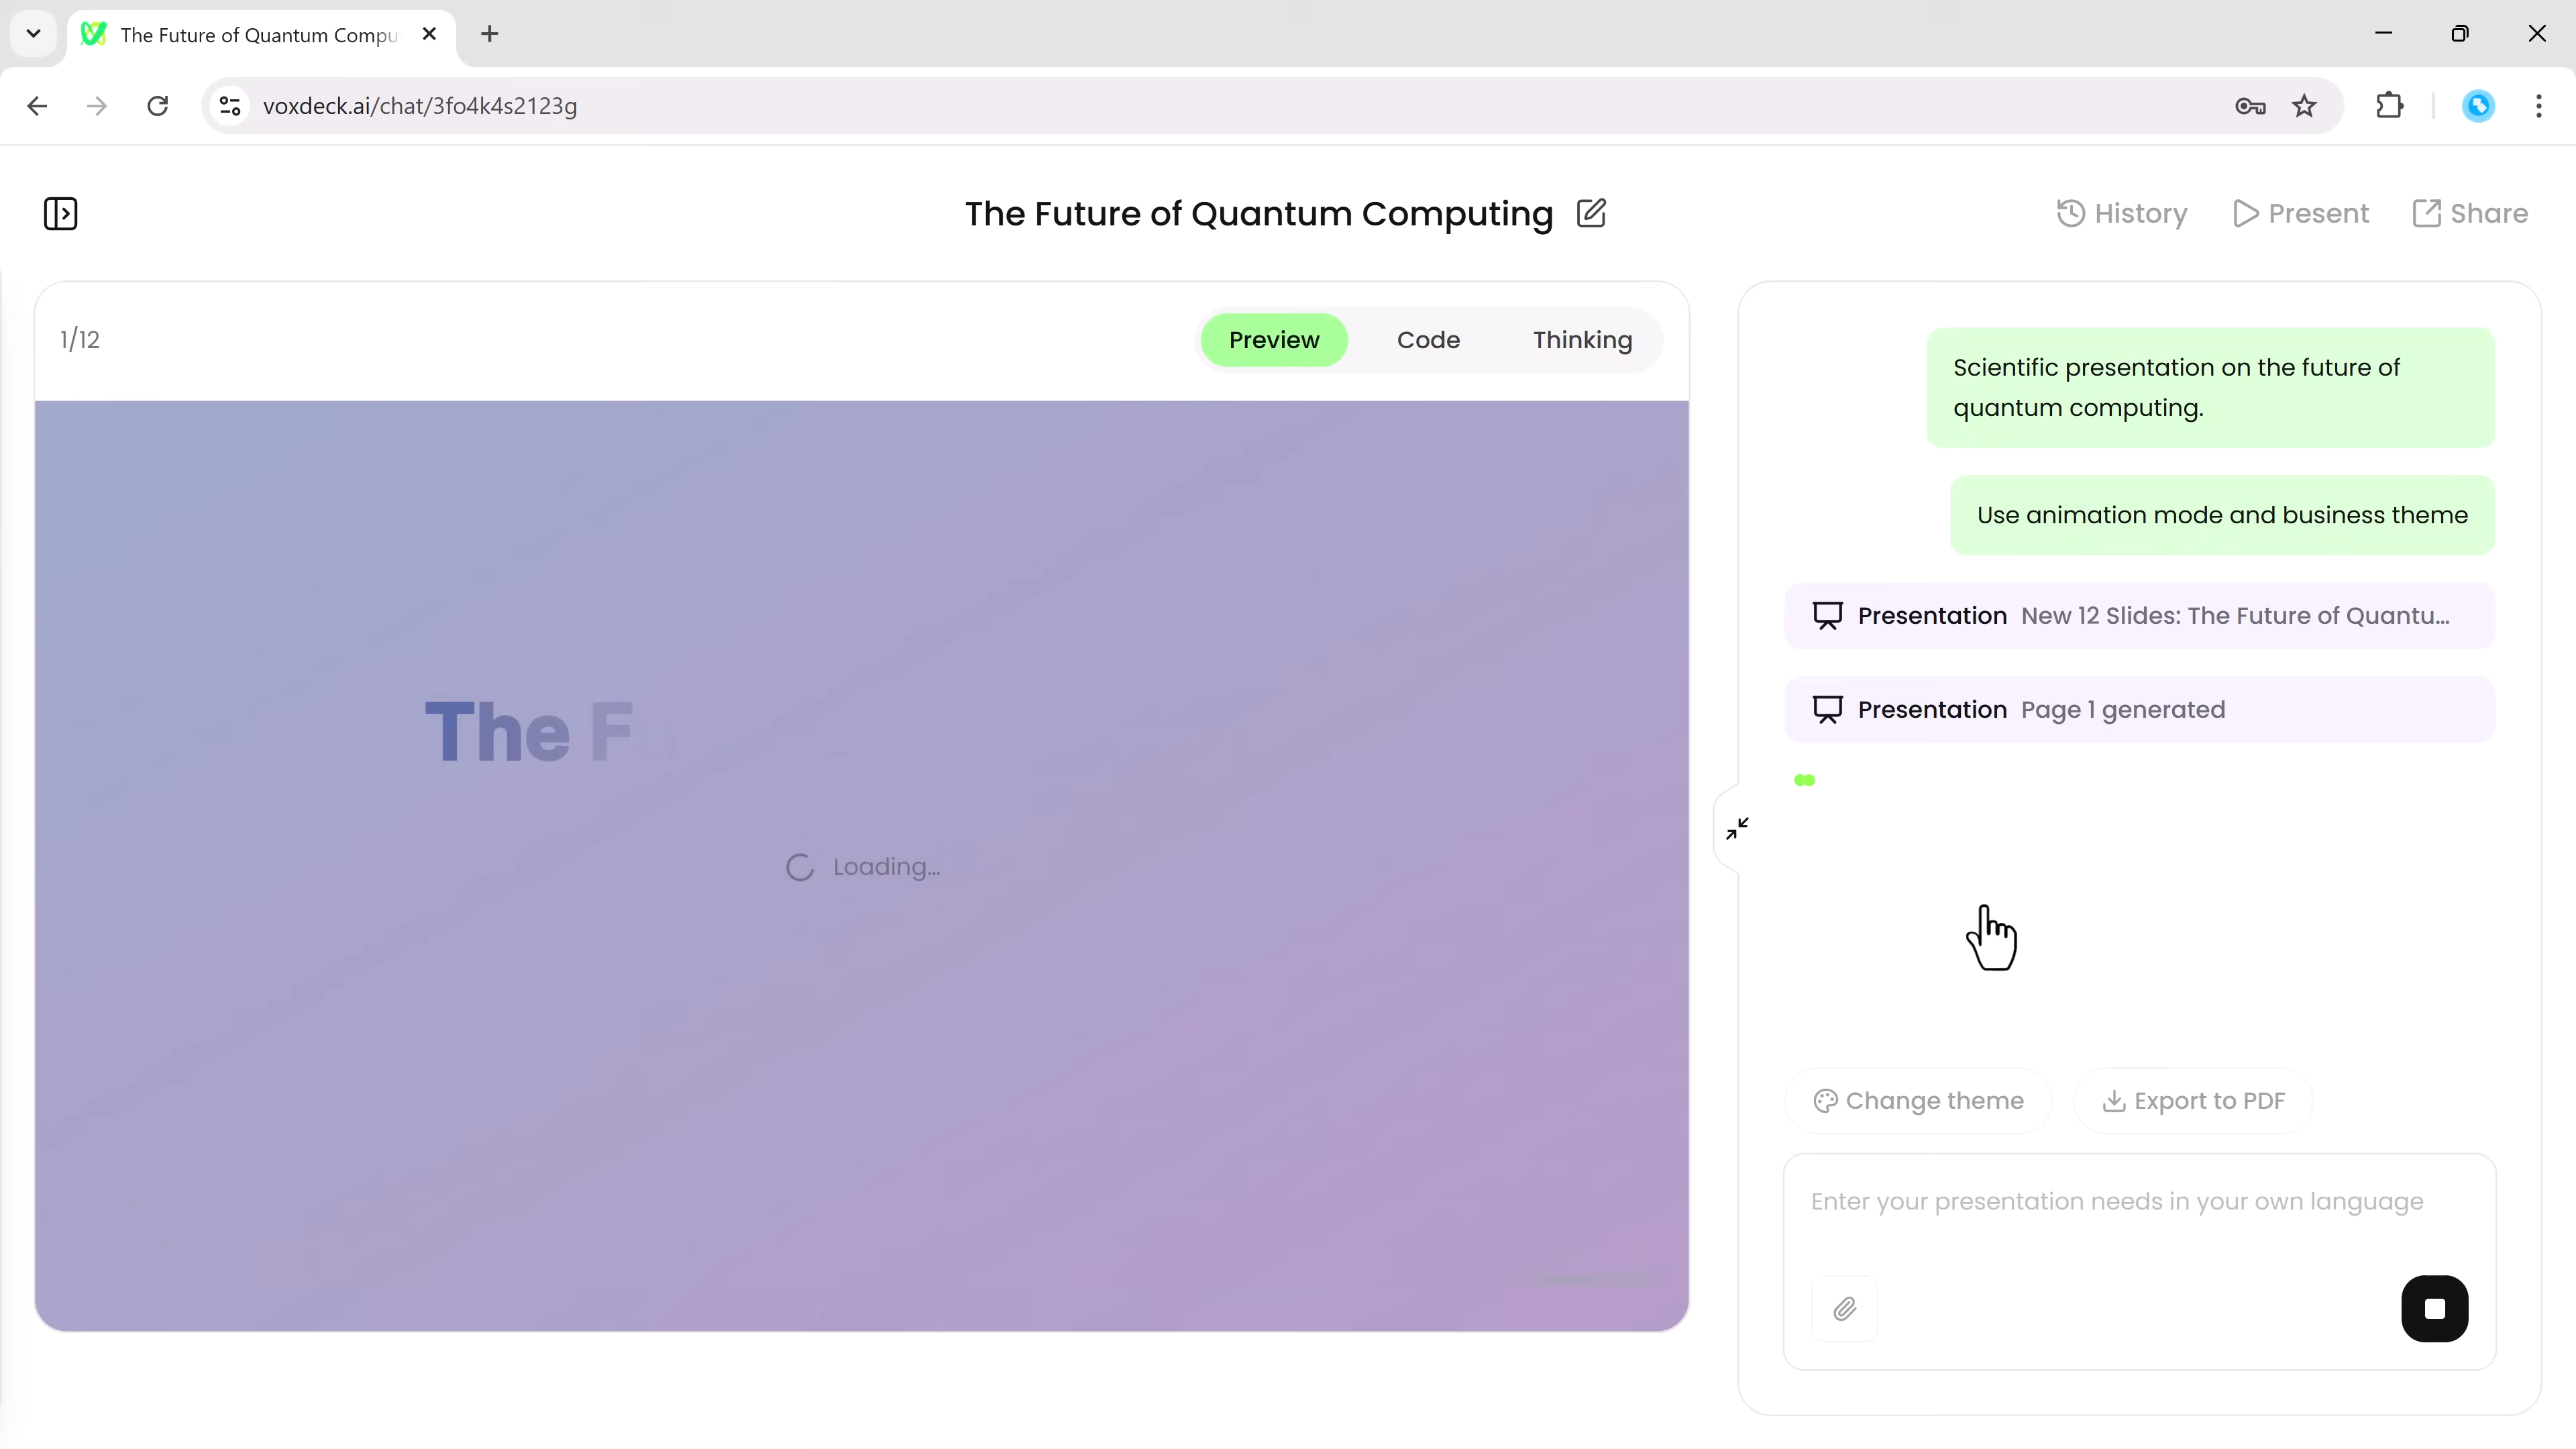 The Future of Quantum Compu
voxdeck.ai/chat/3fo4k4s2123g
The Future of Quantum Computing
History
Present
Share
1/12
Preview
Code
Thinking
The Fu
Loading...
Scientific presentation on the future of
quantum computing.
Use animation mode and business theme
Presentation New 12 Slides: The Future of Quantu...
Presentation Page 1 generated
Change theme
Export to PDF
Enter your presentation needs in your own language